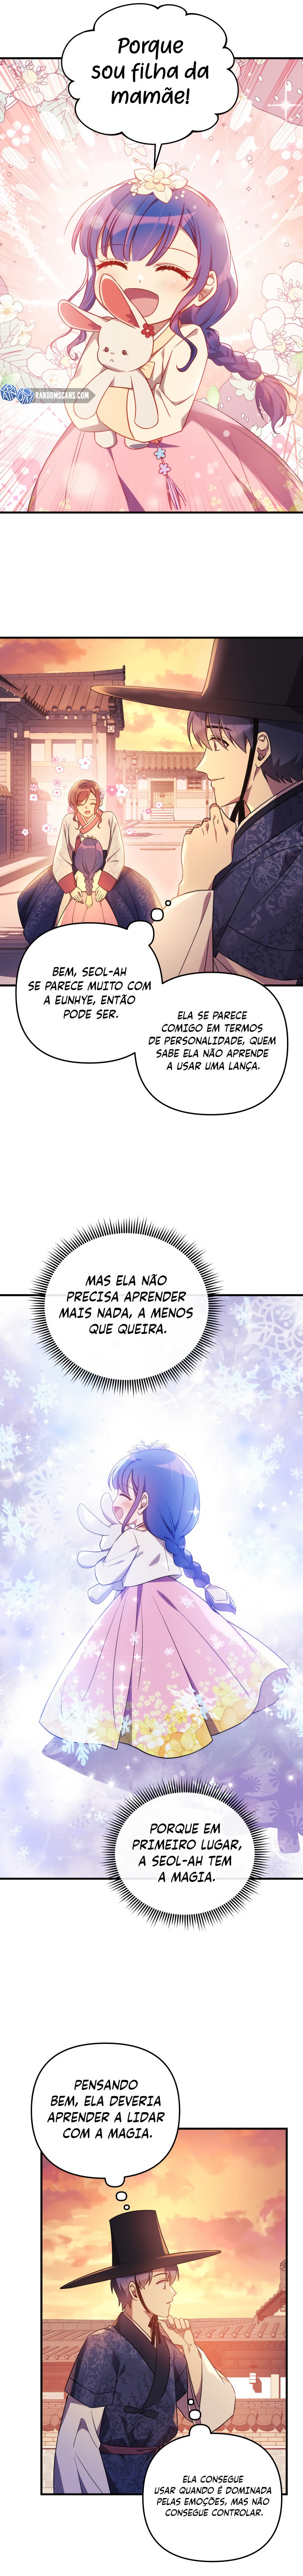 Porque
sou filha da
mamãe!
RANDOMSCANS.COM
BEM, SEOL-AH
SE PARECE MUITO COM
A EUNHYE, ENTÃO
PODE SER.
ELA SE PARECE
COMIGO EM TERMOS
DE PERSONALIDADE, QUEM
SABE ELA NÃO APRENDE
A USAR UMA LANÇA.
MAS ELA NÃO
PRECISA APRENDER
MAIS NADA, A MENOS
QUE QUEIRA.
PORQUE EM
PRIMEIRO LUGAR,
A SEOL-AH TEM
A MAGIA.
PENSANDO
BEM, ELA DEVERIA
APRENDER A LIDAR
COM A MAGIA.
ELA CONSEGUE
USAR QUANDO É DOMINADA
PELAS EMOÇÕES, MAS NÃO
CONSEGUE CONTROLAR.